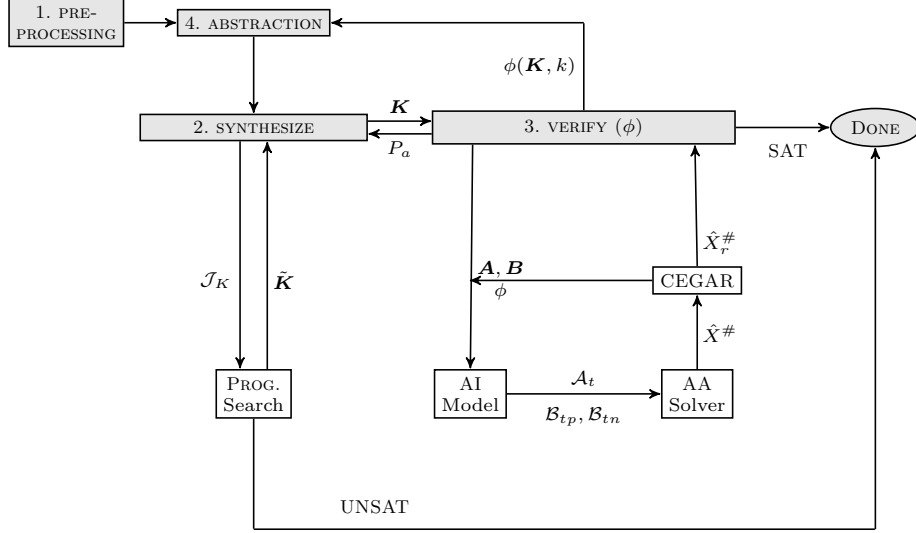 1. PRE-
PROCESSING
4. ABSTRACTION
ϕ(K, k)
2. SYNTHESIZE
K
P_a
3. VERIFY (ϕ)
SAT
DONE
𝒥_K
K̃
A, B
ϕ
X̂_r^#
CEGAR
X̂^#
PROG.
Search
AI
Model
𝒜_t
ℬ_tp, ℬ_tn
AA
Solver
UNSAT